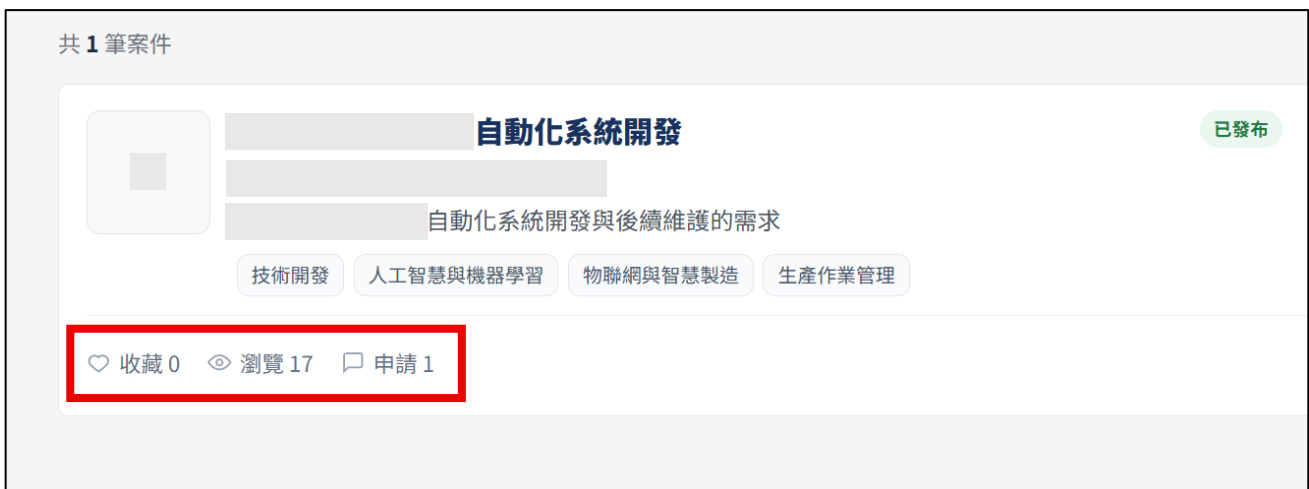 共 1 筆案件
自動化系統開發
已發布
自動化系統開發與後續維護的需求
技術開發 人工智慧與機器學習 物聯網與智慧製造 生產作業管理
收藏 0 瀏覽 17 申請 1